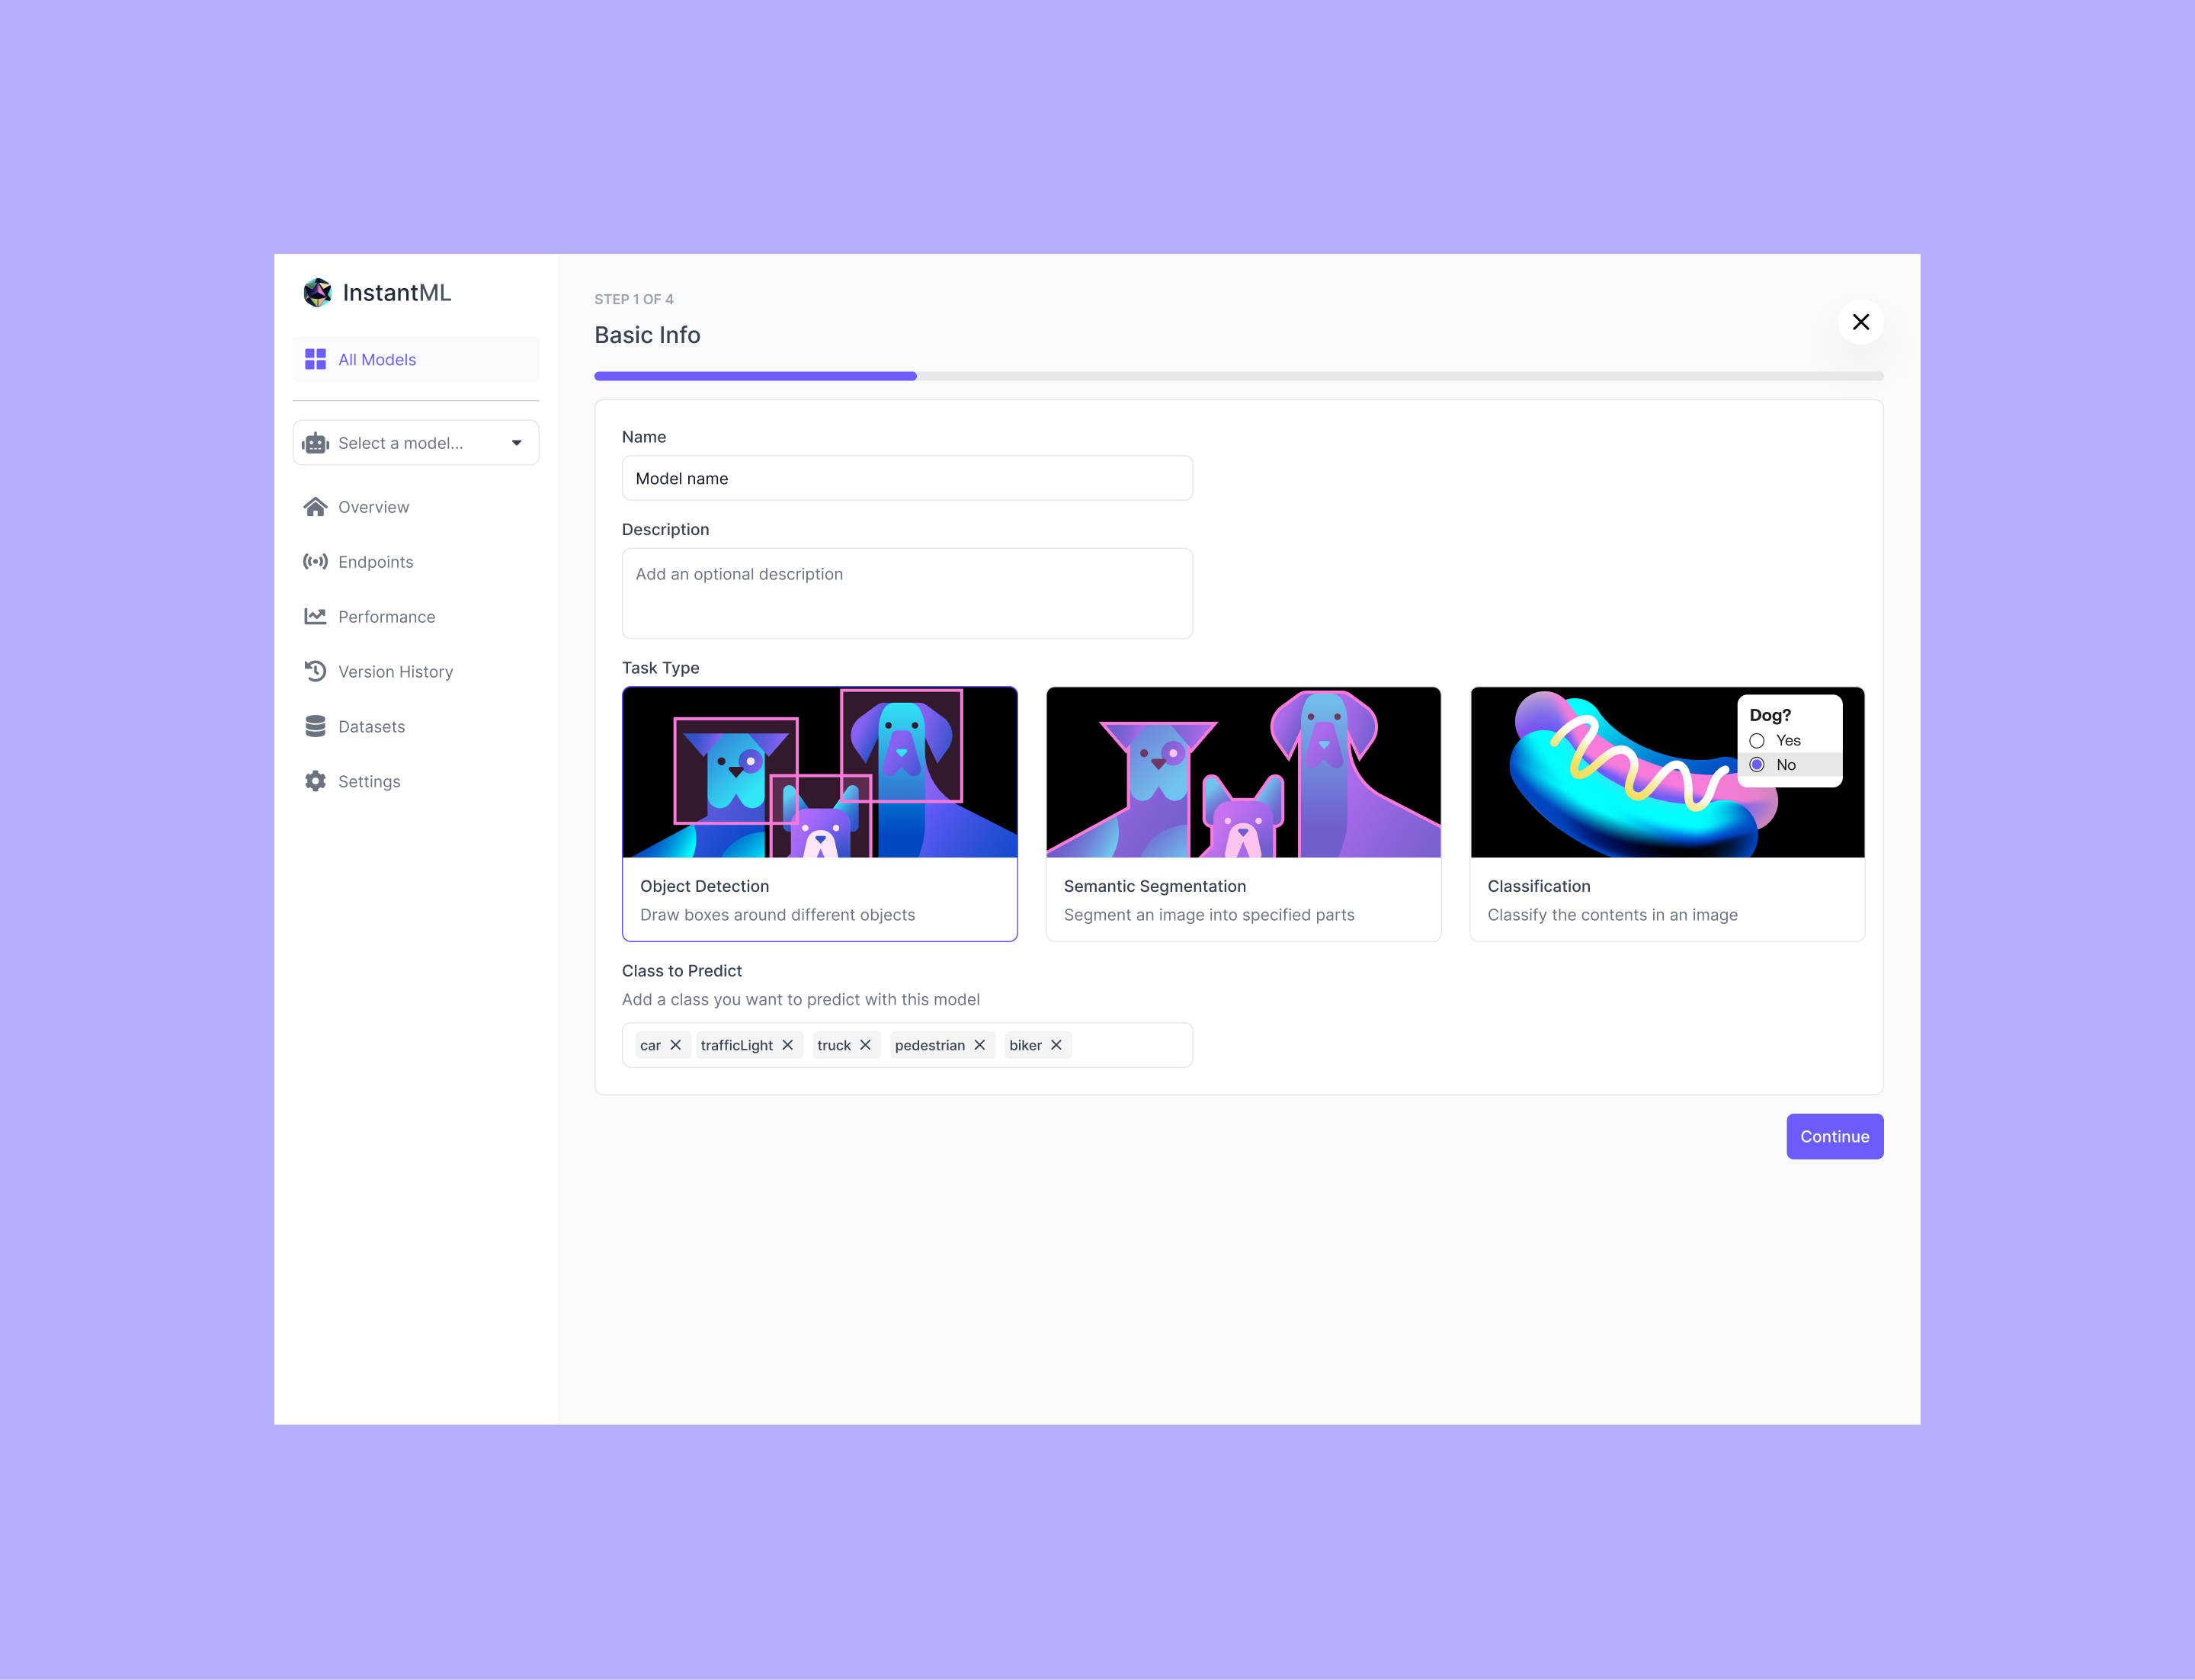 InstantML
All Models
Select a model...
Overview
Endpoints
Performance
Version History
Datasets
Settings
STEP 1 OF 4
Basic Info
Name
Model name
Description
Add an optional description
Task Type
Dog?
Yes
No
Object Detection
Draw boxes around different objects
Semantic Segmentation
Segment an image into specified parts
Classification
Classify the contents in an image
Class to Predict
Add a class you want to predict with this model
car trafficLight truck pedestrian biker
Continue